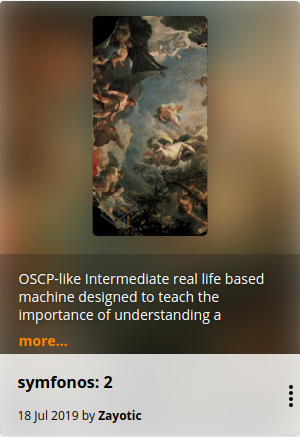 OSCP-like Intermediate real life based
machine designed to teach the
importance of understanding a
more...
symfonos: 2
18 Jul 2019 by Zayotic